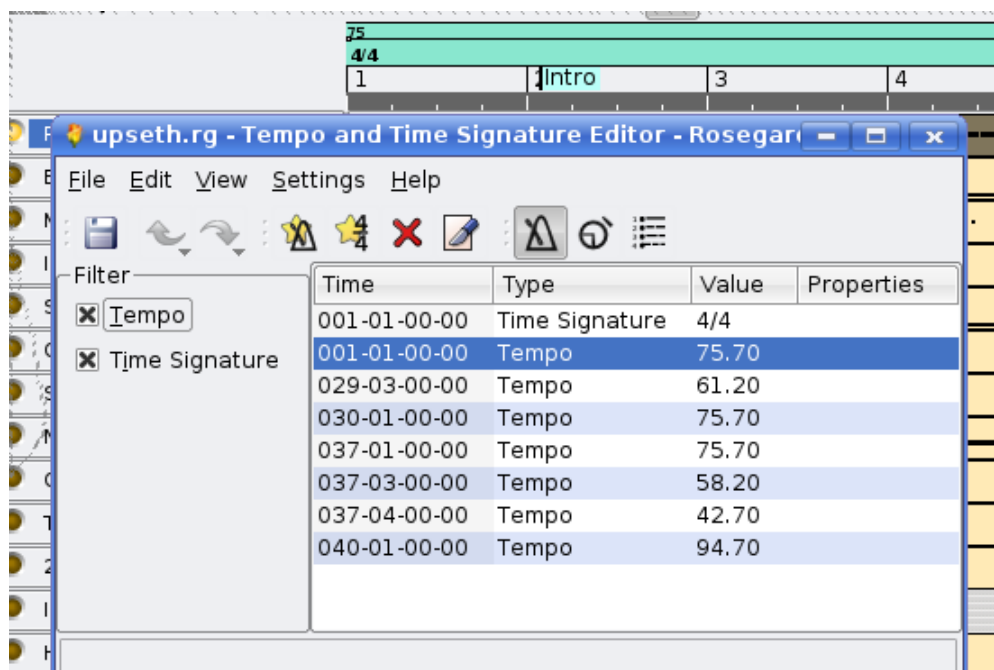 75
4/4
1 2 Intro 3 4
upseth.rg - Tempo and Time Signature Editor - Rosegar
File Edit View Settings Help
Filter
Tempo
Time Signature
Time Type Value Properties
001-01-00-00 Time Signature 4/4
001-01-00-00 Tempo 75.70
029-03-00-00 Tempo 61.20
030-01-00-00 Tempo 75.70
037-01-00-00 Tempo 75.70
037-03-00-00 Tempo 58.20
037-04-00-00 Tempo 42.70
040-01-00-00 Tempo 94.70